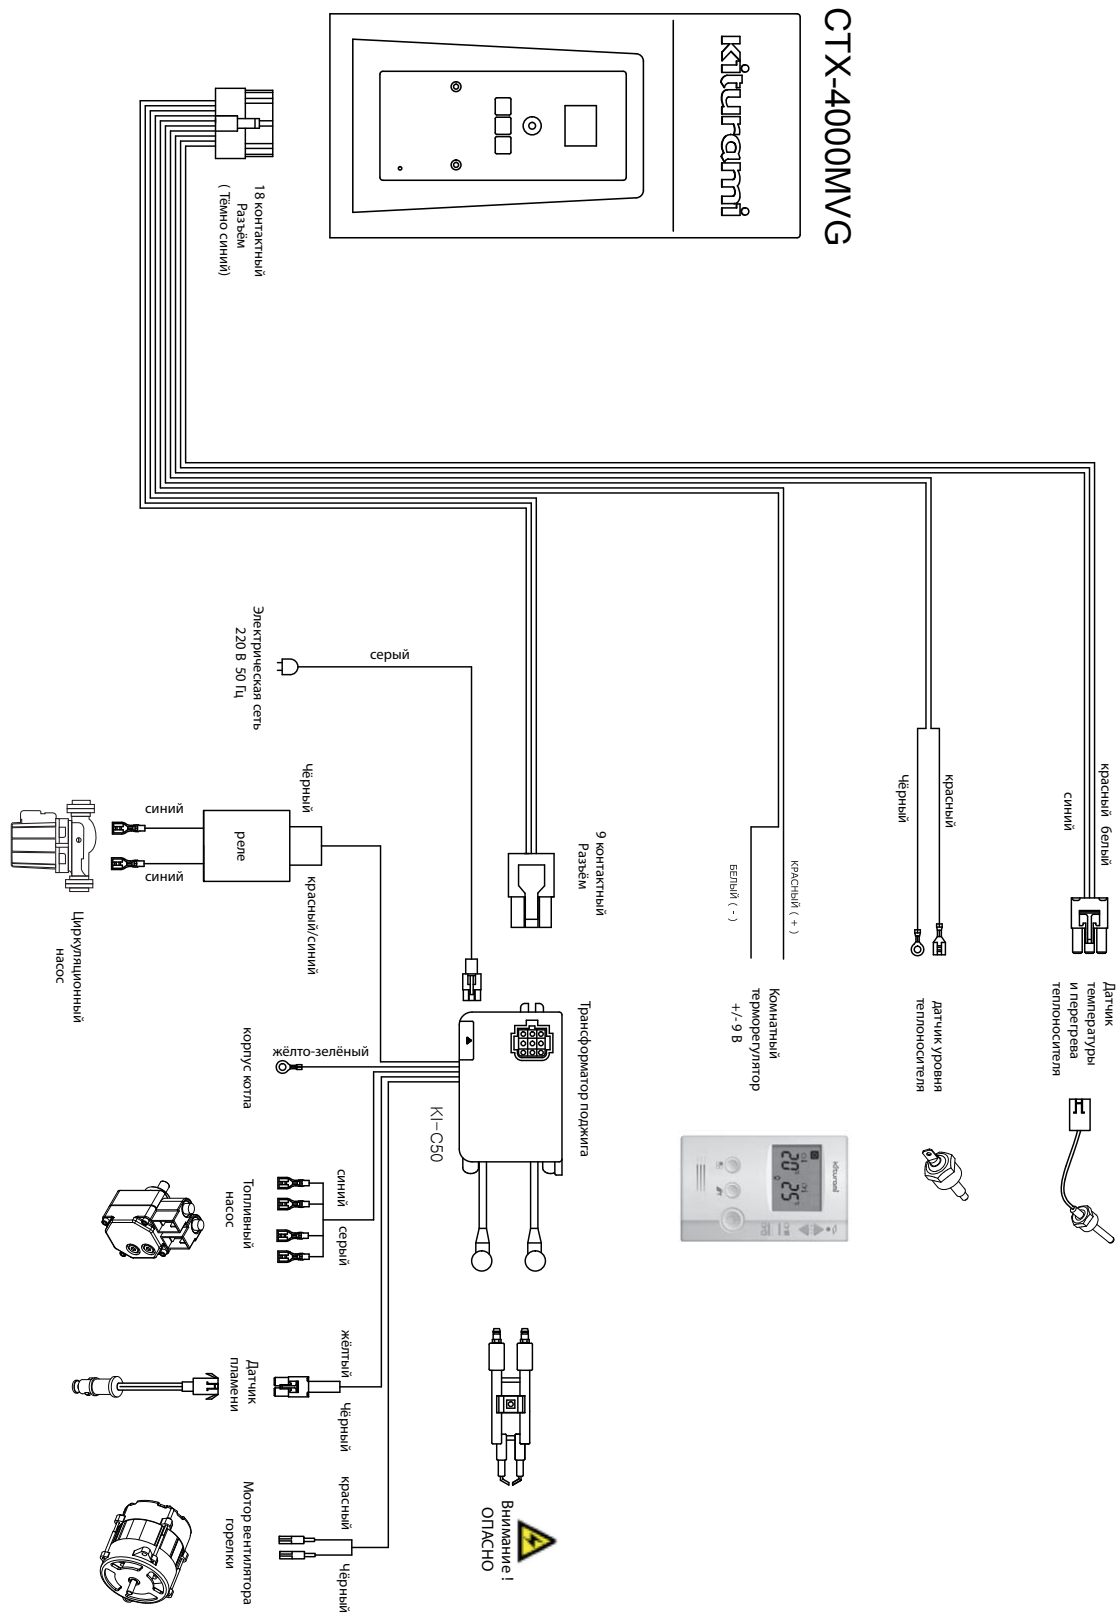 CTX-4000MVG
Kiturami
18 контактный
Разъём
( Тёмно синий)
красный белый
синий
Датчик
температуры
и перегрева
теплоносителя
красный
Чёрный
датчик уровня
теплоносителя
КРАСНЫЙ ( + )
БЕЛЫЙ ( - )
Комнатный
терморегулятор
+/- 9 В
kiturami
20
25
9 контактный
Разъём
Электрическая сеть
220 В 50 Гц
серый
Трансформатор поджига
KI-C50
Чёрный
красный/синий
реле
синий
синий
Циркуляционный
насос
жёлто-зелёный
корпус котла
синий
серый
Топливный
насос
жёлтый
Чёрный
Датчик
пламени
красный
Чёрный
Мотор вентилятора
горелки
Внимание !
ОПАСНО